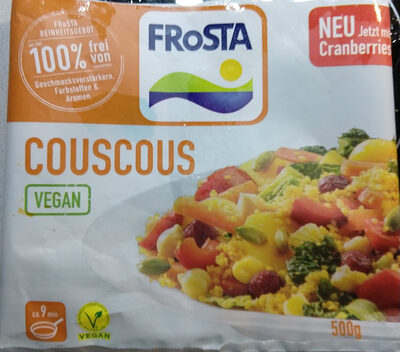 FRoSTA
REINHEITSGEBOT
100% frei
von
Geschmacksverstärkern,
Farbstoffen &
Aromen
FRoSTA
NEU Jetzt mit
Cranberries
COUSCOUS
VEGAN
ca 9 min
VEGAN
500g